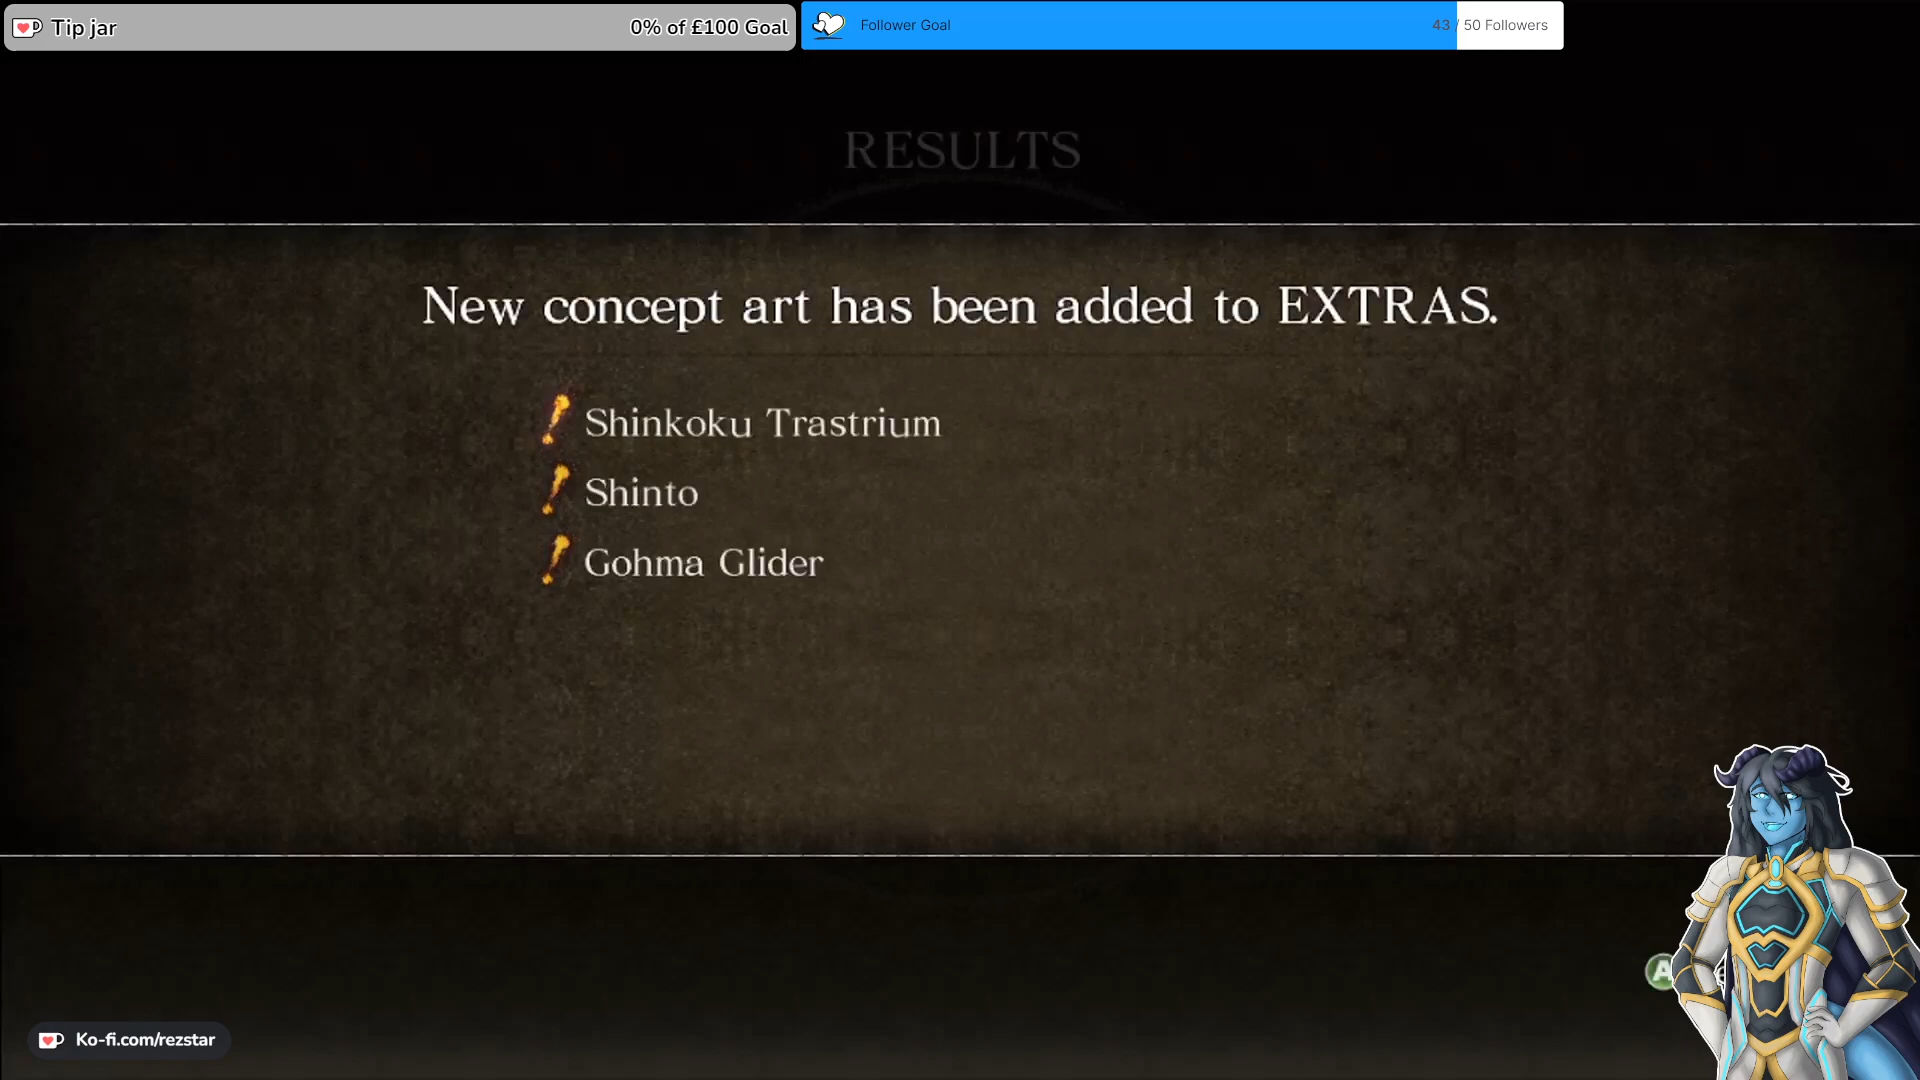 Tip jar
0% of £100 Goal
Follower Goal
43 / 50 Followers
RESULTS
New concept art has been added to EXTRAS.
Shinkoku Trastrium
Shinto
Gohma Glider
A
Ko-fi.com/rezstar